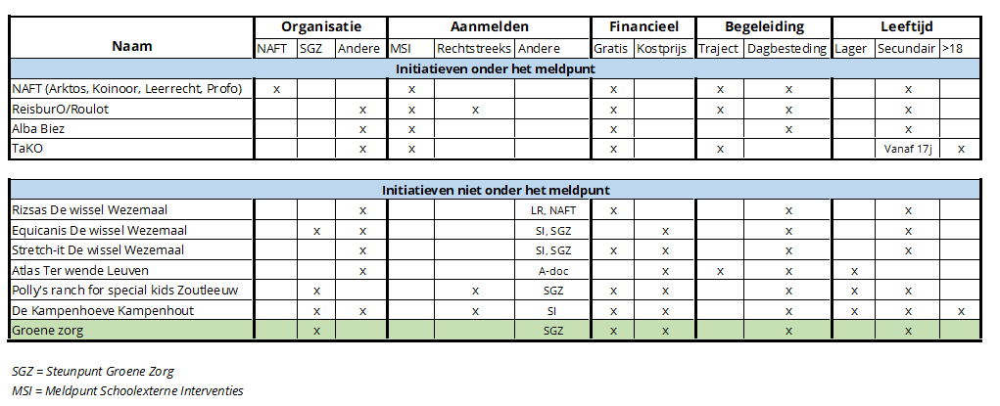 Naam Organisatie Aanmelden Financieel Begeleiding Leeftijd
NAFT SGZ Andere MSI Rechtstreeks Andere Gratis Kostprijs Traject Dagbesteding Lager Secundair >18
Initiatieven onder het meldpunt
NAFT (Arktos, Koinoor, Leerrecht, Profo) x x x x x x
ReisburO/Roulot x x x x x x x
Alba Biez x x x x x
TaKO x x x x Vanaf 17j x
Initiatieven niet onder het meldpunt
Rizsas De wissel Wezemaal x LR, NAFT x x x
Equicanis De wissel Wezemaal x x SI, SGZ x x x
Stretch-it De wissel Wezemaal x SI, SGZ x x x x
Atlas Ter wende Leuven x A-doc x x x x
Polly's ranch for special kids Zoutleeuw x x SGZ x x x x x
De Kampenhoeve Kampenhout x x x SI x x x x x x
Groene zorg x SGZ x x x x
SGZ = Steunpunt Groene Zorg
MSI = Meldpunt Schoolexterne Interventies